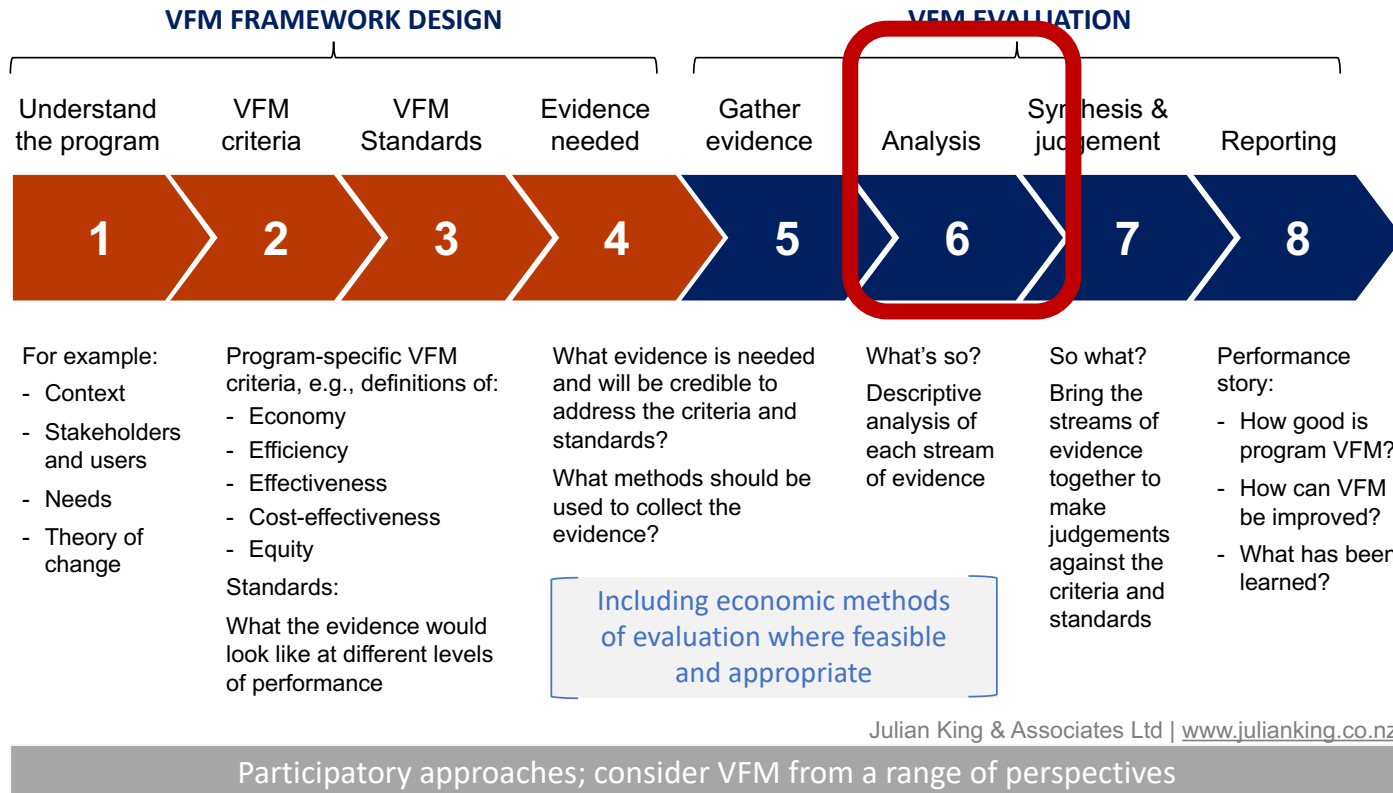 VFM FRAMEWORK DESIGN
VFM EVALUATION
Understand
the program
VFM
criteria
VFM
Standards
Evidence
needed
Gather
evidence
Analysis
Synthesis &
judgement
Reporting
1
2
3
4
5
6
7
8
For example:
- Context
- Stakeholders
and users
- Needs
- Theory of
change
Program-specific VFM
criteria, e.g., definitions of:
- Economy
- Efficiency
- Effectiveness
- Cost-effectiveness
- Equity
Standards:
What the evidence would
look like at different levels
of performance
What evidence is needed
and will be credible to
address the criteria and
standards?
What methods should be
used to collect the
evidence?
Including economic methods
of evaluation where feasible
and appropriate
What's so?
Descriptive
analysis of
each stream
of evidence
So what?
Bring the
streams of
evidence
together to
make
judgements
against the
criteria and
standards
Performance
story:
- How good is
program VFM?
- How can VFM
be improved?
- What has been
learned?
Julian King & Associates Ltd | www.julianking.co.nz
Participatory approaches; consider VFM from a range of perspectives